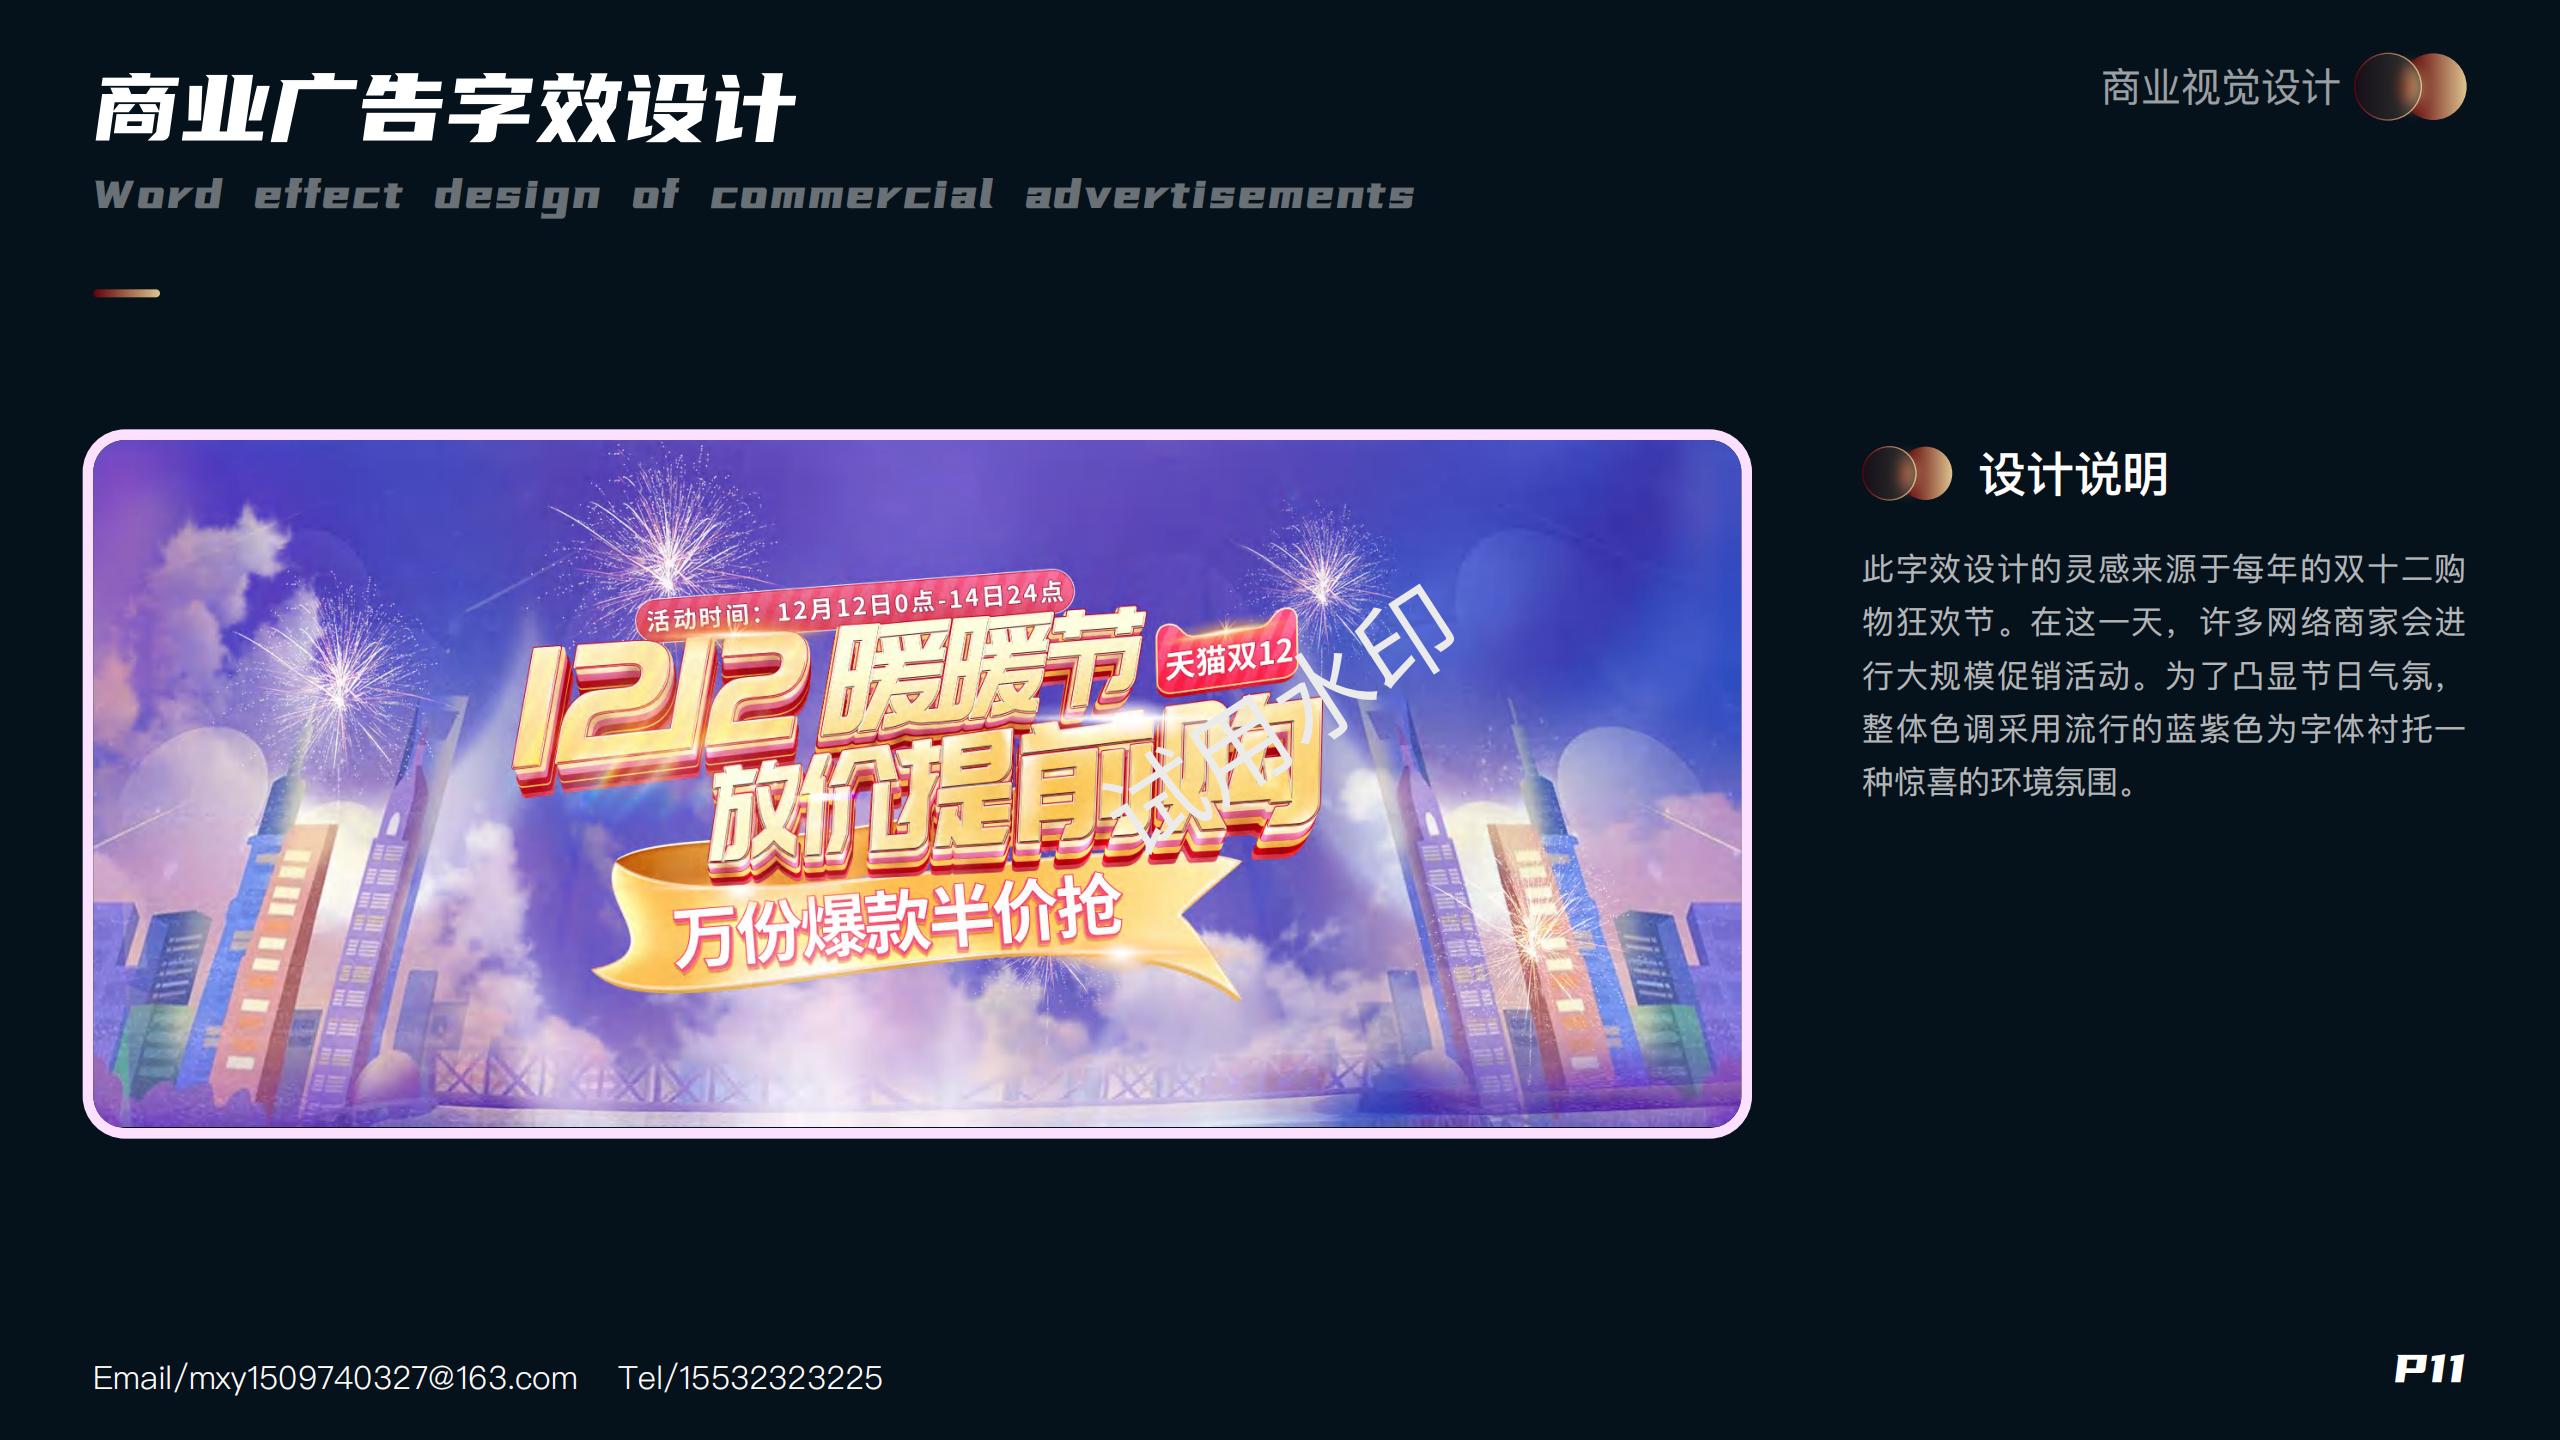 商业广告字效设计
商业视觉设计
Word effect design of commercial advertisements
活动时间：12月12日0点-14日24点
1212 暖暖节
天猫双12
放价提前购
万份爆款半价抢
试用水印
设计说明
此字效设计的灵感来源于每年的双十二购
物狂欢节。在这一天，许多网络商家会进
行大规模促销活动。为了凸显节日气氛，
整体色调采用流行的蓝紫色为字体衬托一
种惊喜的环境氛围。
Email/mxy1509740327@163.com Tel/15532323225
P11